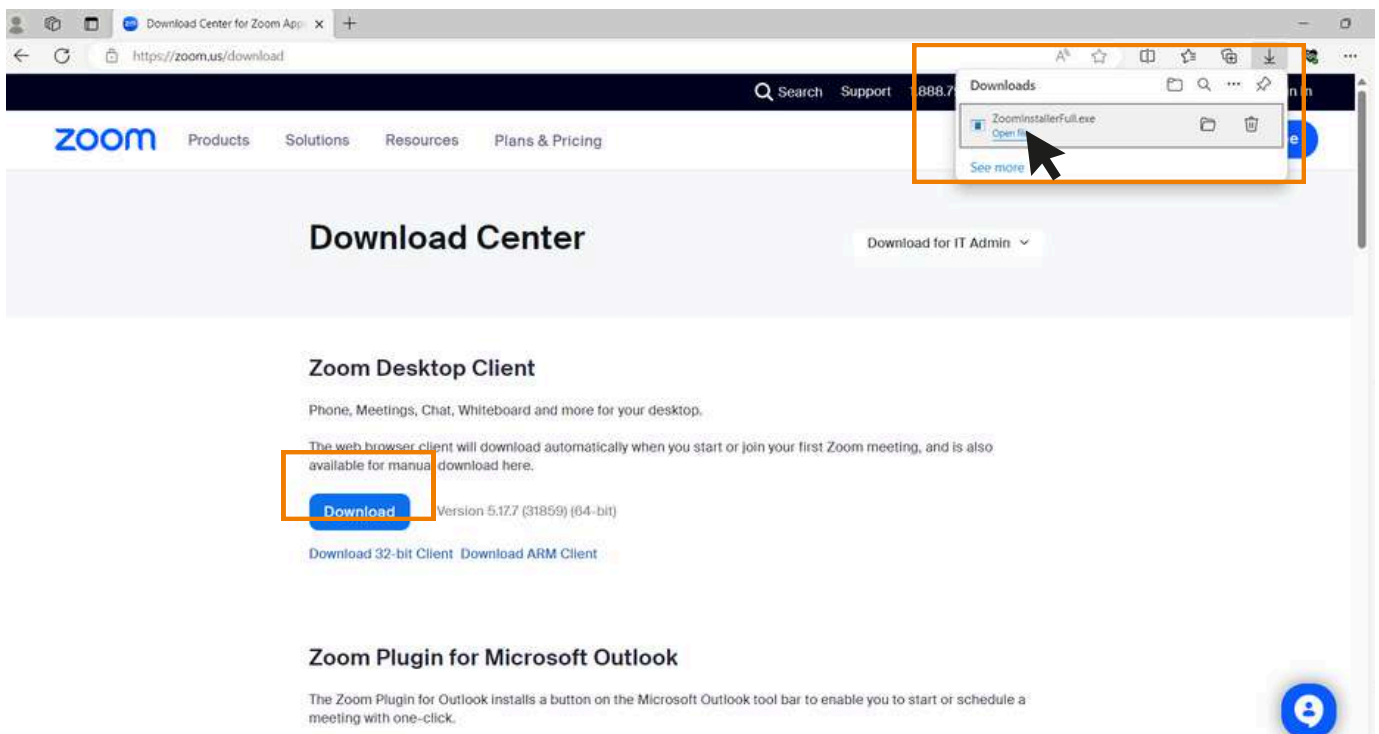 Download Center for Zoom App
https://zoom.us/download
Search Support 1.888.7
Downloads
ZoomInstallerFull.exe
Open file
See more
zoom Products Solutions Resources Plans & Pricing
Download Center
Download for IT Admin
Zoom Desktop Client
Phone, Meetings, Chat, Whiteboard and more for your desktop.
The web browser client will download automatically when you start or join your first Zoom meeting, and is also
available for manual download here.
Download Version 5.17.7 (31859) (64-bit)
Download 32-bit Client Download ARM Client
Zoom Plugin for Microsoft Outlook
The Zoom Plugin for Outlook installs a button on the Microsoft Outlook tool bar to enable you to start or schedule a
meeting with one-click.